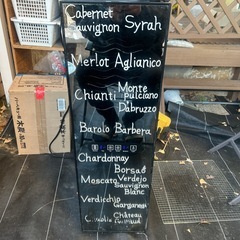 Cabernet
Sauvignon Syrah
Merlot Aglianico
Chianti Monte
pulciano
D'abruzzo
Barolo Barbera
Chardonnay
Borsao
Moscato Verdejo
Sauvignon
Blanc
Verdicchio Garganega
Château